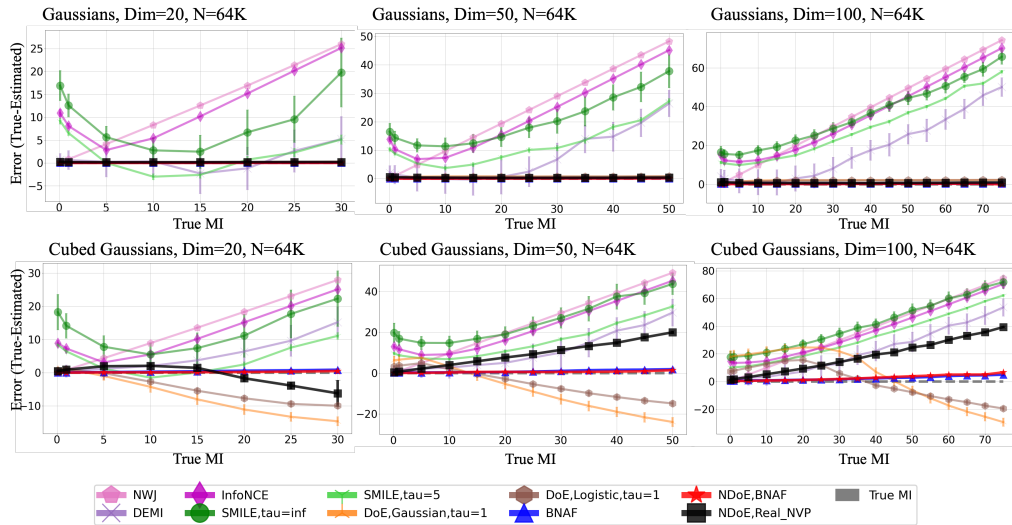 Gaussians, Dim=20, N=64K
Gaussians, Dim=50, N=64K
Gaussians, Dim=100, N=64K
Error (True-Estimated)
25
20
15
10
5
0
−5
0 5 10 15 20 25 30
True MI
50
40
30
20
10
0
0 10 20 30 40 50
True MI
60
40
20
0
0 10 20 30 40 50 60 70
True MI
Cubed Gaussians, Dim=20, N=64K
Cubed Gaussians, Dim=50, N=64K
Cubed Gaussians, Dim=100, N=64K
Error (True-Estimated)
30
20
10
0
−10
0 5 10 15 20 25 30
True MI
40
20
0
−20
0 10 20 30 40 50
True MI
80
60
40
20
0
−20
0 10 20 30 40 50 60 70
True MI
NWJ InfoNCE SMILE,tau=5 DoE,Logistic,tau=1 NDoE,BNAF True MI
DEMI SMILE,tau=inf DoE,Gaussian,tau=1 BNAF NDoE,Real_NVP